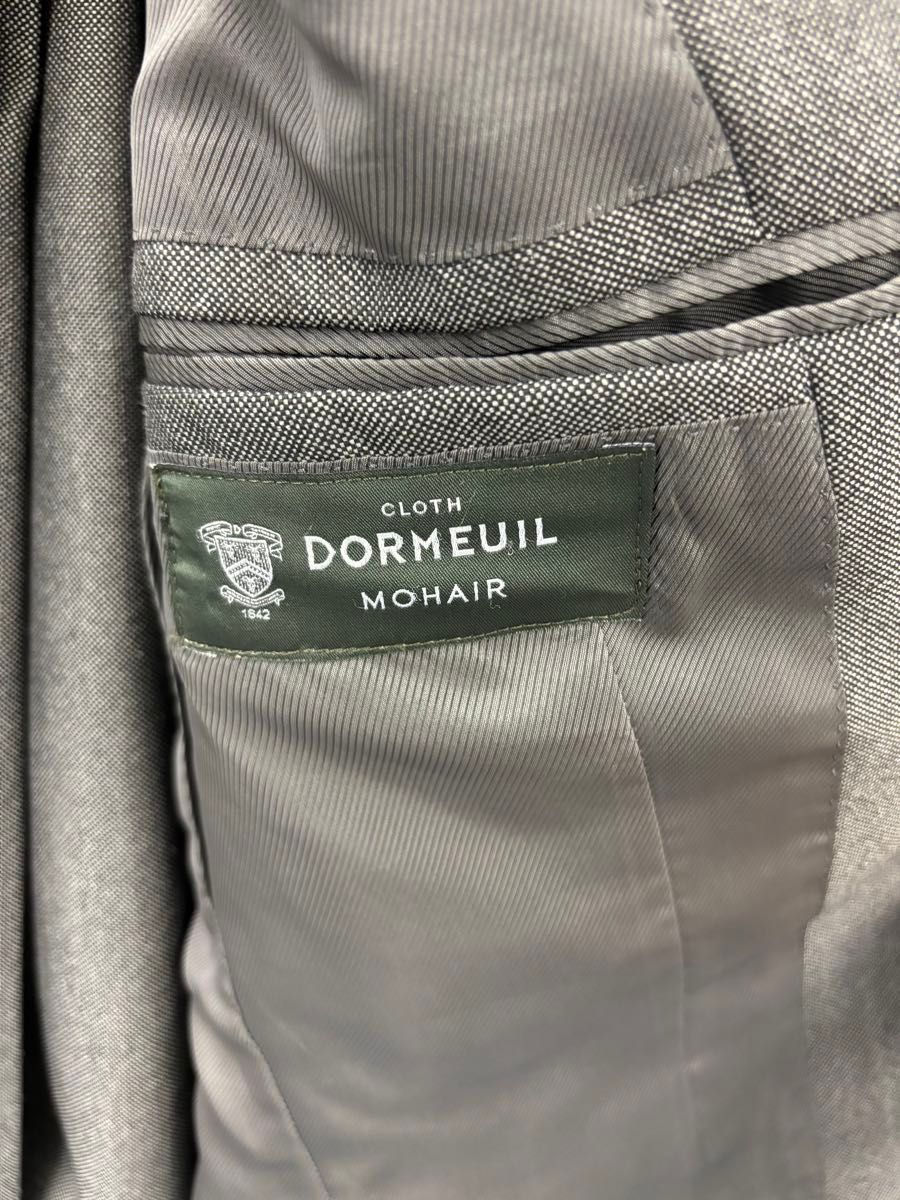 CLOTH
DORMEUIL
MOHAIR
1842